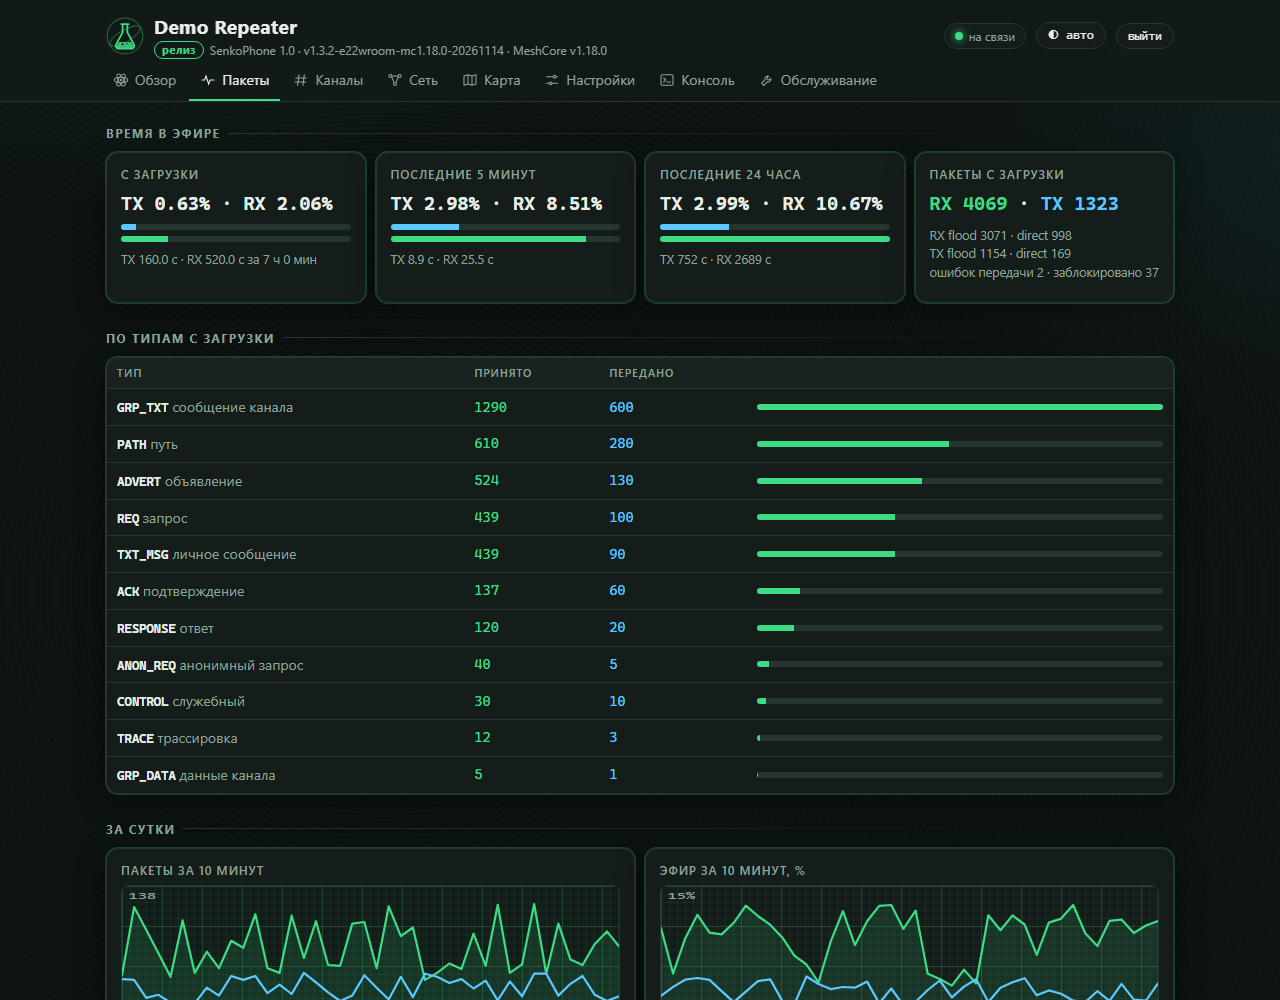 Demo Repeater
релиз SenkoPhone 1.0 · v1.3.2-e22wroom-mc1.18.0-20261114 · MeshCore v1.18.0
на связи
авто
выйти
Обзор Пакеты Каналы Сеть Карта Настройки Консоль Обслуживание
ВРЕМЯ В ЭФИРЕ
С ЗАГРУЗКИ
TX 0.63% · RX 2.06%
TX 160.0 с · RX 520.0 с за 7 ч 0 мин
ПОСЛЕДНИЕ 5 МИНУТ
TX 2.98% · RX 8.51%
TX 8.9 с · RX 25.5 с
ПОСЛЕДНИЕ 24 ЧАСА
TX 2.99% · RX 10.67%
TX 752 с · RX 2689 с
ПАКЕТЫ С ЗАГРУЗКИ
RX 4069 · TX 1323
RX flood 3071 · direct 998
TX flood 1154 · direct 169
ошибок передачи 2 · заблокировано 37
ПО ТИПАМ С ЗАГРУЗКИ
ТИП ПРИНЯТО ПЕРЕДАНО
GRP_TXT сообщение канала 1290 600
PATH путь 610 280
ADVERT объявление 524 130
REQ запрос 439 100
TXT_MSG личное сообщение 439 90
ACK подтверждение 137 60
RESPONSE ответ 120 20
ANON_REQ анонимный запрос 40 5
CONTROL служебный 30 10
TRACE трассировка 12 3
GRP_DATA данные канала 5 1
ЗА СУТКИ
ПАКЕТЫ ЗА 10 МИНУТ
138
ЭФИР ЗА 10 МИНУТ, %
15%